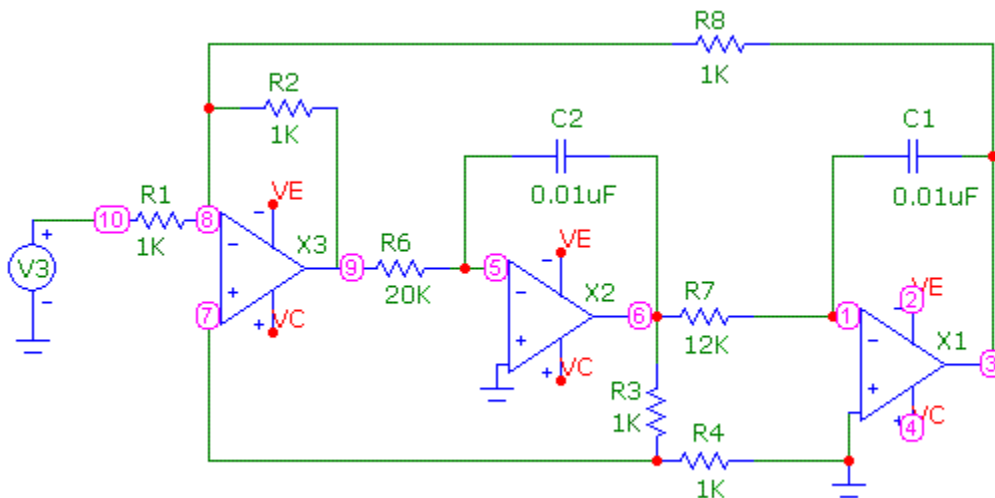 R8
1K
R2
1K
C2
0.01uF
C1
0.01uF
10
R1
1K
8
VE
-
-
+
X3
VC
+
V3
+
-
7
9
R6
20K
5
VE
-
-
+
X2
VC
+
6
R7
12K
1
2
VE
-
-
+
X1
3
VC
+
4
R3
1K
R4
1K